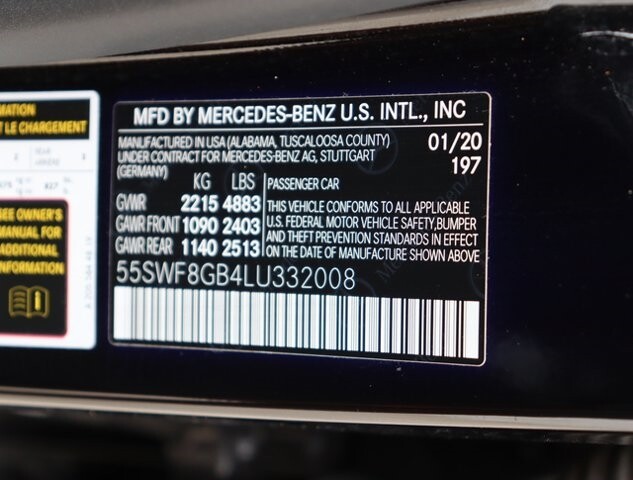 MATION
T LE CHARGEMENT
SEE OWNER'S
MANUAL FOR
ADDITIONAL
INFORMATION
MFD BY MERCEDES-BENZ U.S. INTL., INC
MANUFACTURED IN USA (ALABAMA, TUSCALOOSA COUNTY) 01/20
UNDER CONTRACT FOR MERCEDES-BENZ AG, STUTTGART 197
(GERMANY)
KG LBS PASSENGER CAR
GVWR 2215 4883 THIS VEHICLE CONFORMS TO ALL APPLICABLE
GAWR FRONT 1090 2403 U.S. FEDERAL MOTOR VEHICLE SAFETY,BUMPER
GAWR REAR 1140 2513 AND THEFT PREVENTION STANDARDS IN EFFECT
ON THE DATE OF MANUFACTURE SHOWN ABOVE
55SWF8GB4LU332008